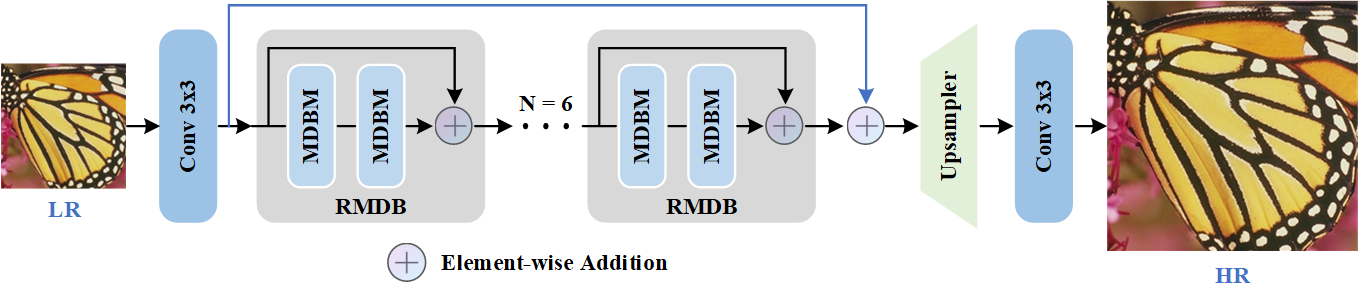 LR
Conv 3x3
MDBM
MDBM
RMDB
N = 6
· · ·
MDBM
MDBM
RMDB
Upsampler
Conv 3x3
HR
Element-wise Addition